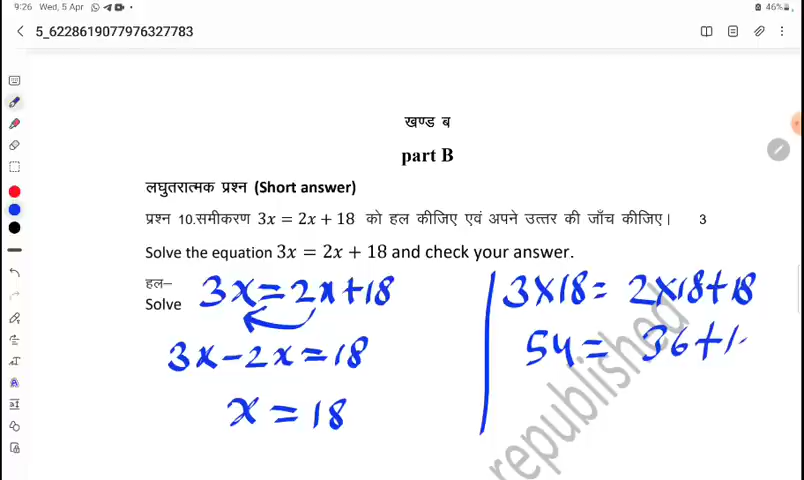 9:26 Wed, 5 Apr
46%
5_6228619077976327783
खण्ड ब
part B
लघुतरात्मक प्रश्न (Short answer)
प्रश्न 10.समीकरण 3x = 2x + 18 को हल कीजिए एवं अपने उत्तर की जाँच कीजिए। 3
Solve the equation 3x = 2x + 18 and check your answer.
हल–
Solve
3x = 2x + 18
3x - 2x = 18
x = 18
3 × 18 = 2 × 18 + 18
54 = 36 + 1
republished